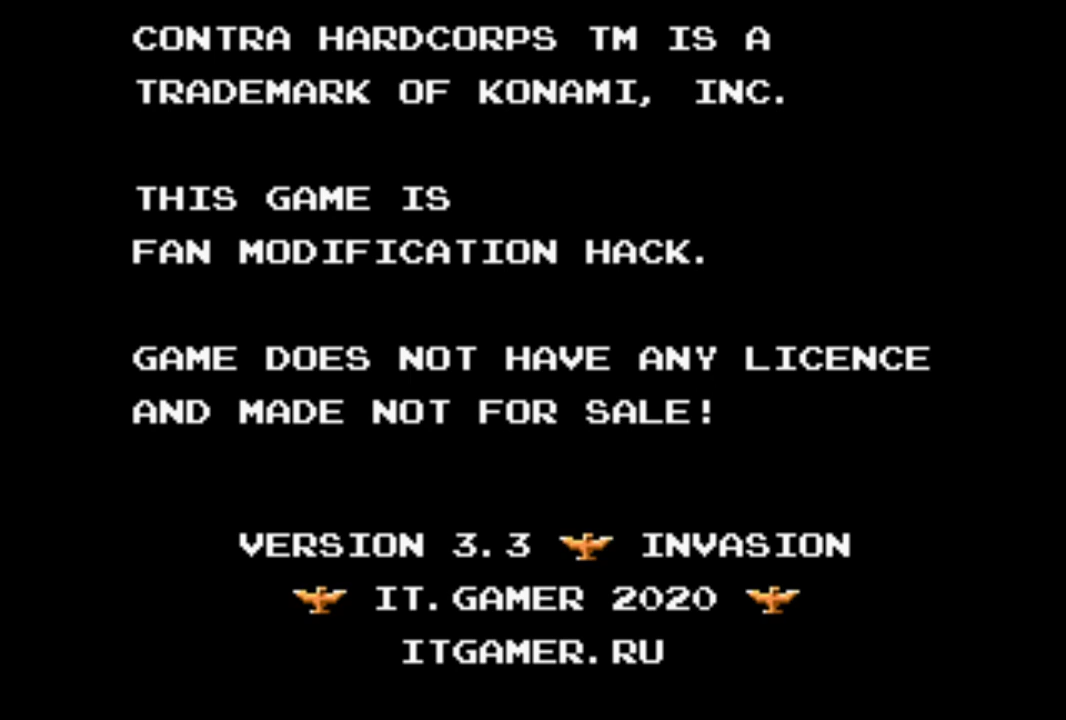 CONTRA HARDCORPS TM IS A
TRADEMARK OF KONAMI, INC.
THIS GAME IS
FAN MODIFICATION HACK.
GAME DOES NOT HAVE ANY LICENCE
AND MADE NOT FOR SALE!
VERSION 3.3 INVASION
IT.GAMER 2020
ITGAMER.RU